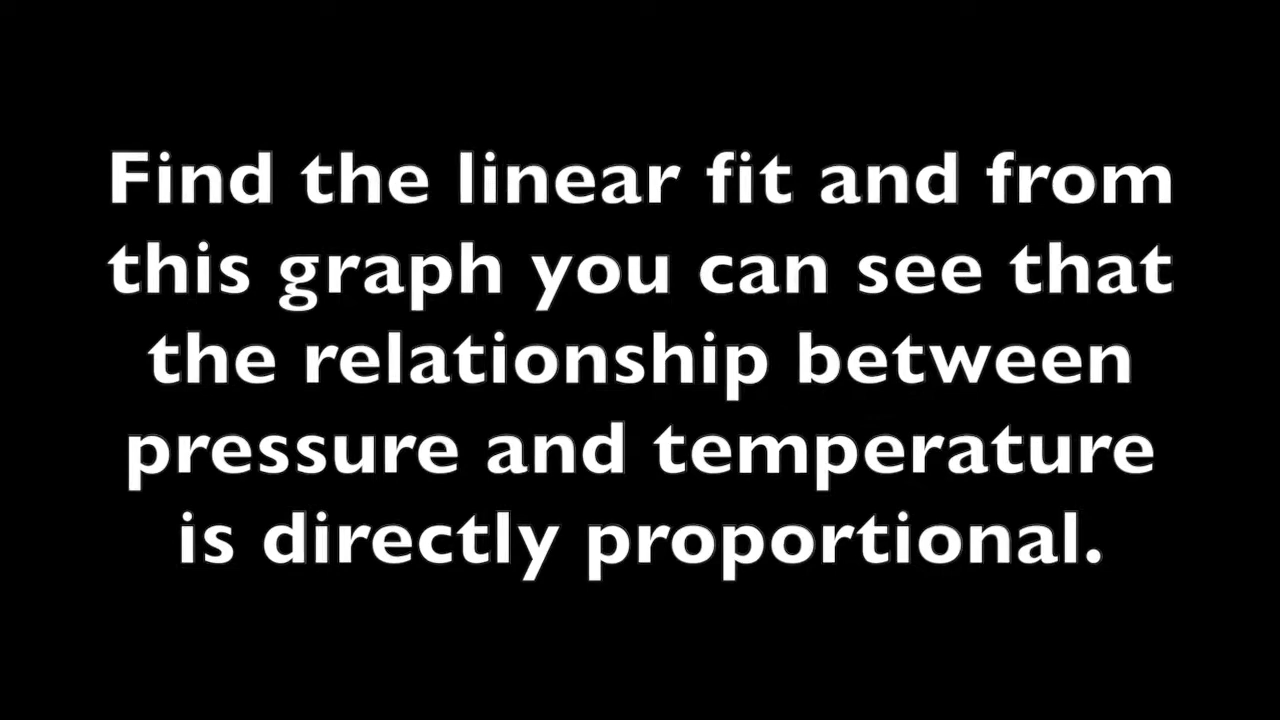 Find the linear fit and from
this graph you can see that
the relationship between
pressure and temperature
is directly proportional.